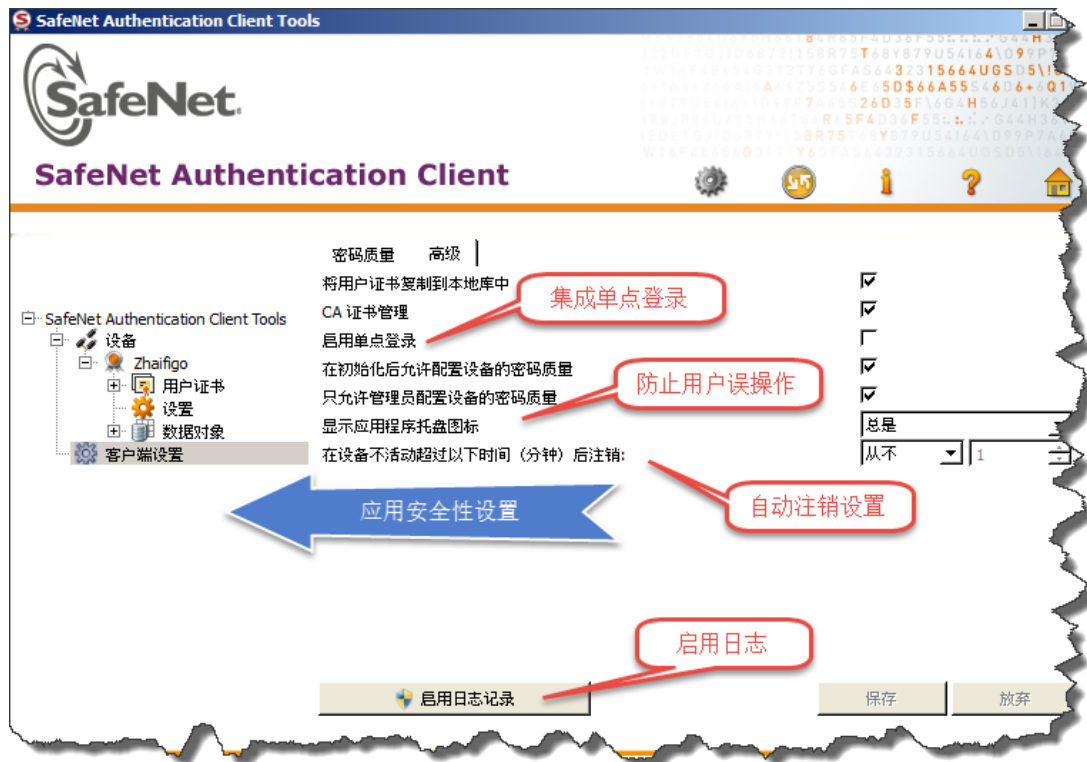 SafeNet Authentication Client Tools
SafeNet.
SafeNet Authentication Client
密码质量 高级
将用户证书复制到本地库中
集成单点登录
CA 证书管理
启用单点登录
在初始化后允许配置设备的密码质量
防止用户误操作
只允许管理员配置设备的密码质量
显示应用程序托盘图标
总是
在设备不活动超过以下时间（分钟）后注销:
从不
1
SafeNet Authentication Client Tools
设备
Zhaifigo
用户证书
设置
数据对象
客户端设置
自动注销设置
应用安全性设置
启用日志
启用日志记录
保存
放弃